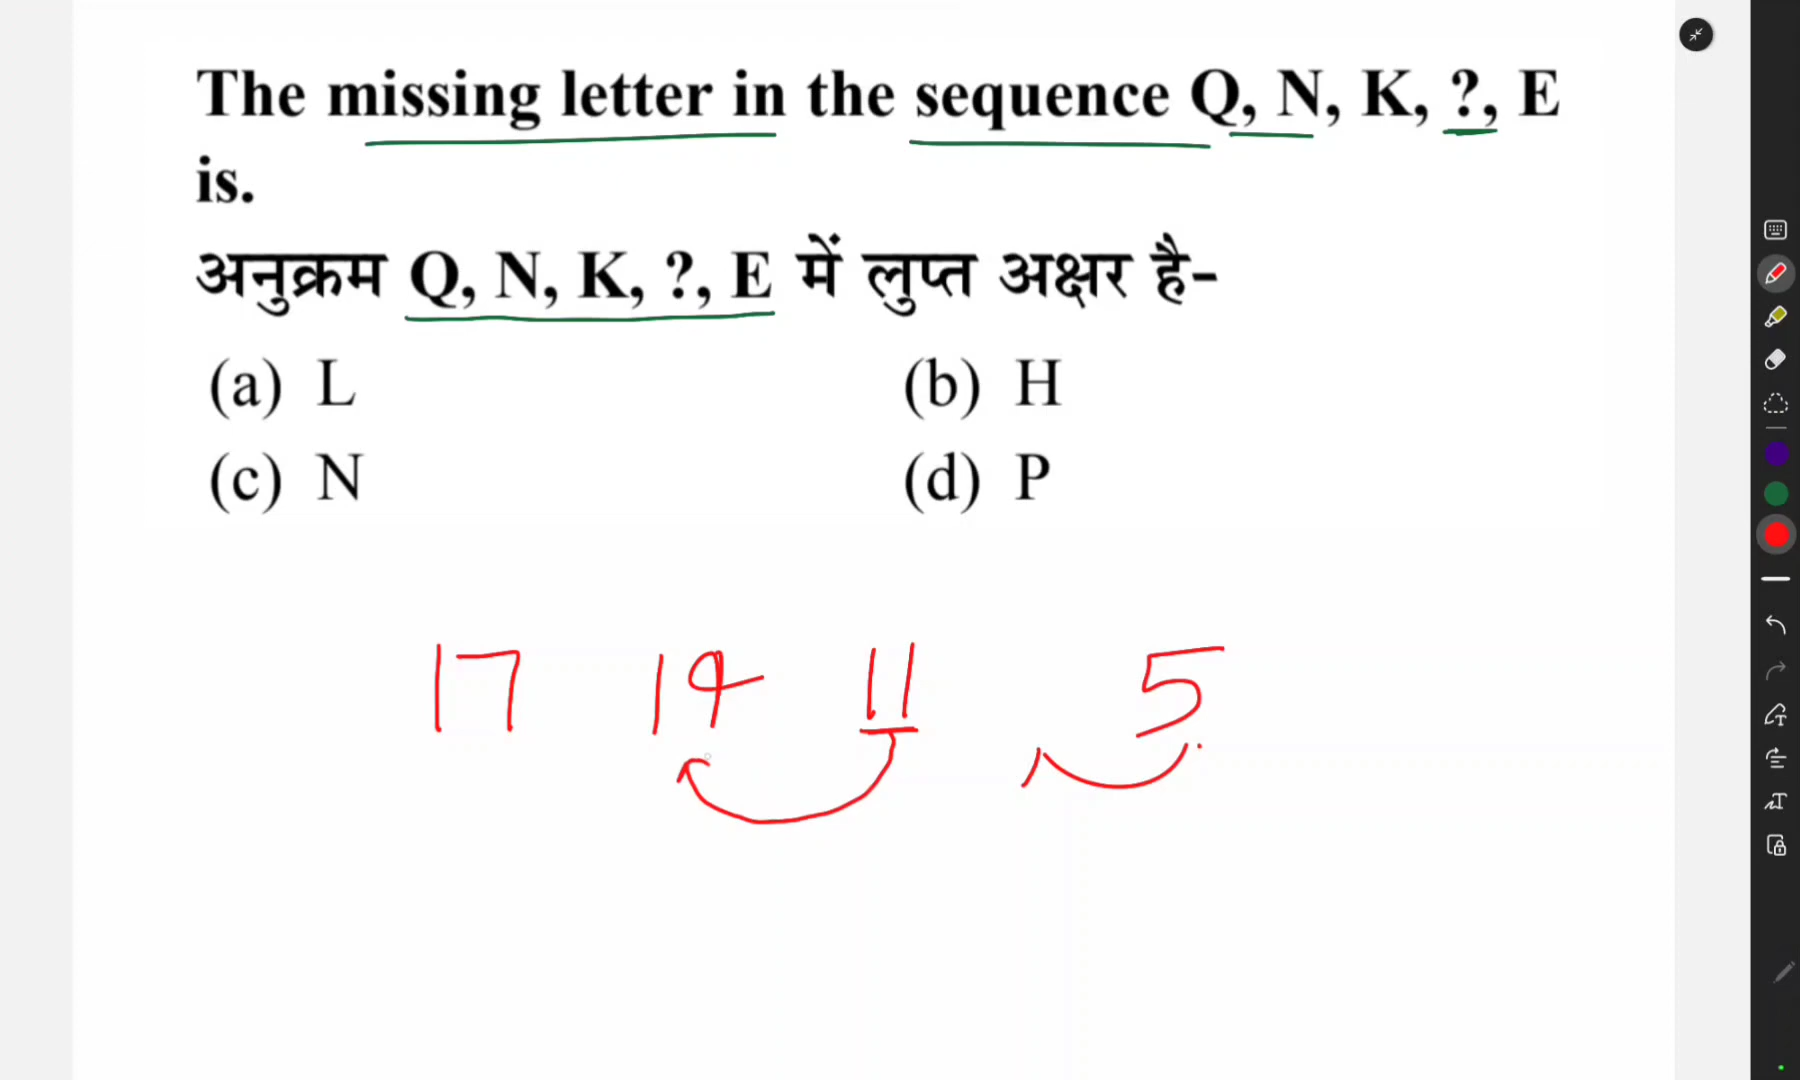 The missing letter in the sequence Q, N, K, ?, E
is.
अनुक्रम Q, N, K, ?, E में लुप्त अक्षर है-
(a) L (b) H
(c) N (d) P
17 14 11 5